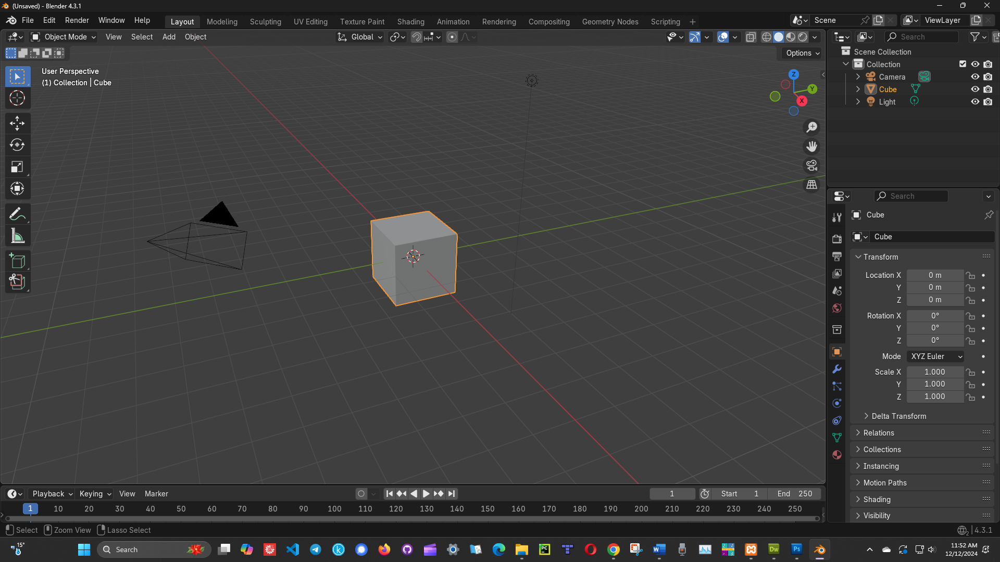 (Unsaved) - Blender 4.3.1
File Edit Render Window Help Layout Modeling Sculpting UV Editing Texture Paint Shading Animation Rendering Compositing Geometry Nodes Scripting + Scene ViewLayer
Object Mode View Select Add Object Global Search
Options
User Perspective
(1) Collection | Cube
Z
Y
X
Scene Collection
Collection
Camera
Cube
Light
Search
Cube
Cube
Transform
Location X 0 m
Y 0 m
Z 0 m
Rotation X 0°
Y 0°
Z 0°
Mode XYZ Euler
Scale X 1.000
Y 1.000
Z 1.000
Delta Transform
Relations
Collections
Instancing
Motion Paths
Shading
Visibility
Playback Keying View Marker 1 Start 1 End 250
1 10 20 30 40 50 60 70 80 90 100 110 120 130 140 150 160 170 180 190 200 210 220 230 240 250
Select Zoom View Lasso Select 2 4.3.1
15° Search PC Dw Ps 11:52 AM
12/12/2024